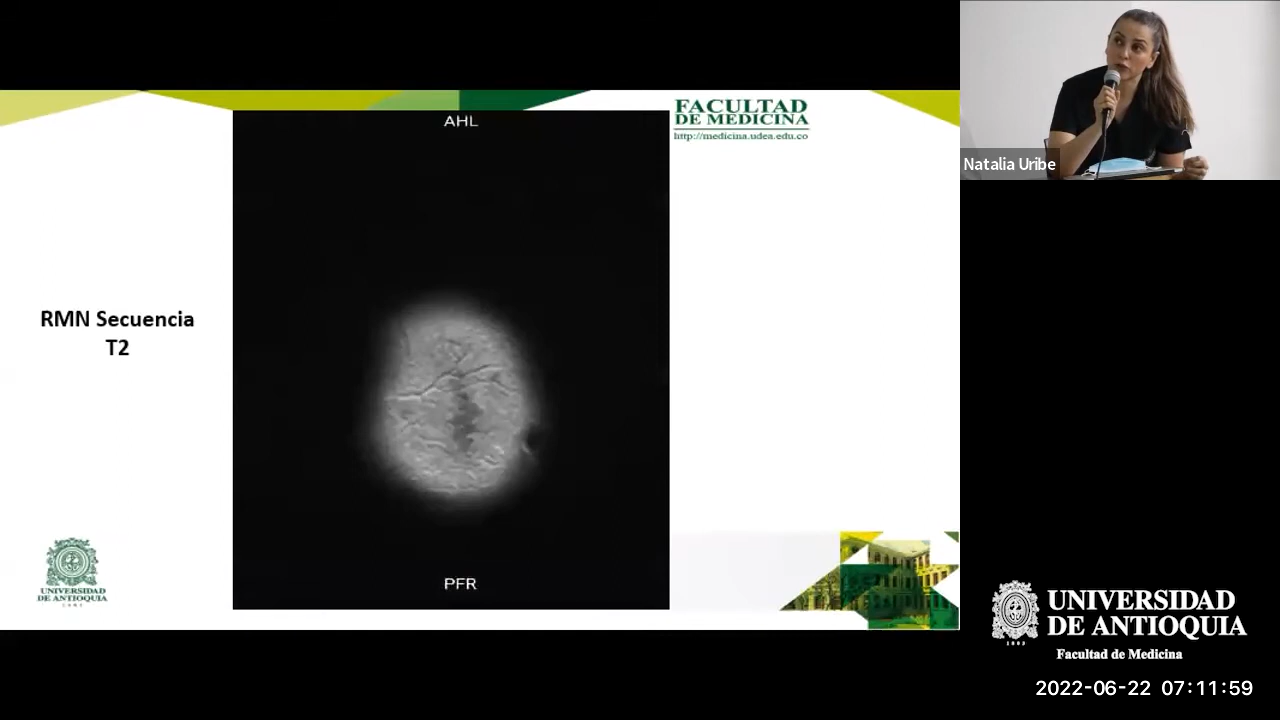 AHL
FACULTAD
DE MEDICINA
http://medicina.udea.edu.co
Natalia Uribe
RMN Secuencia
T2
PFR
UNIVERSIDAD
DE ANTIOQUIA
1803
UNIVERSIDAD
DE ANTIOQUIA
1803
Facultad de Medicina
2022-06-22 07:11:59